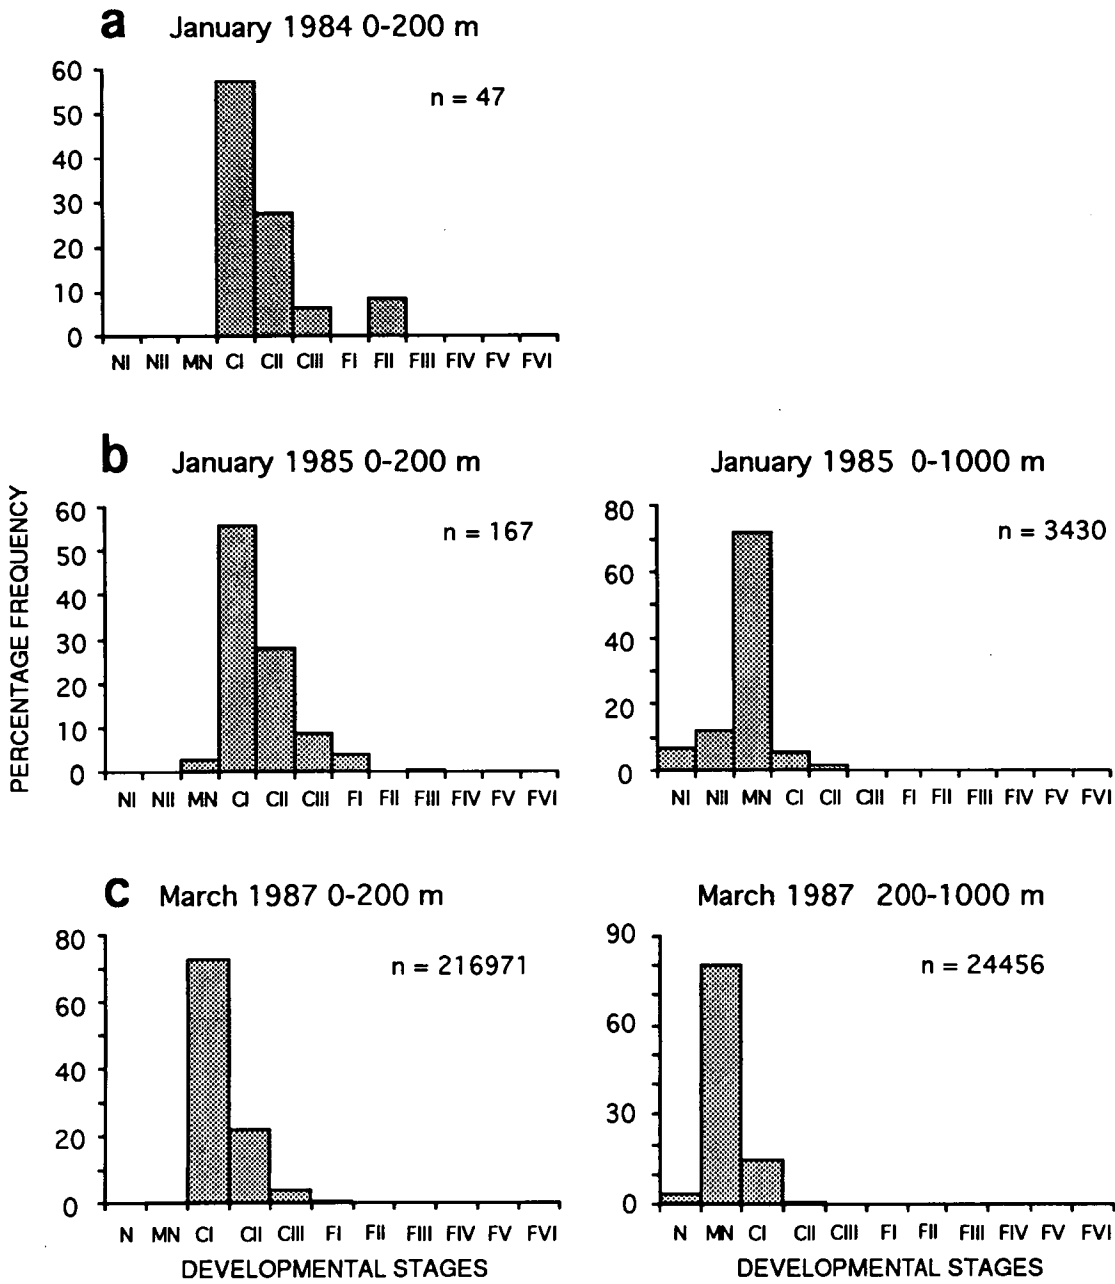 a January 1984 0-200 m
n = 47
60
50
40
30
20
10
0
NI NII MN CI CII CIII FI FII FIII FIV FV FVI
b January 1985 0-200 m
n = 167
60
50
40
30
20
10
0
NI NII MN CI CII CIII FI FII FIII FIV FV FVI
January 1985 0-1000 m
n = 3430
80
60
40
20
0
NI NII MN CI CII CIII FI FII FIII FIV FV FVI
PERCENTAGE FREQUENCY
c March 1987 0-200 m
n = 216971
80
60
40
20
0
N MN CI CII CIII FI FII FIII FIV FV FVI
DEVELOPMENTAL STAGES
March 1987 200-1000 m
n = 24456
90
60
30
0
N MN CI CII CIII FI FII FIII FIV FV FVI
DEVELOPMENTAL STAGES